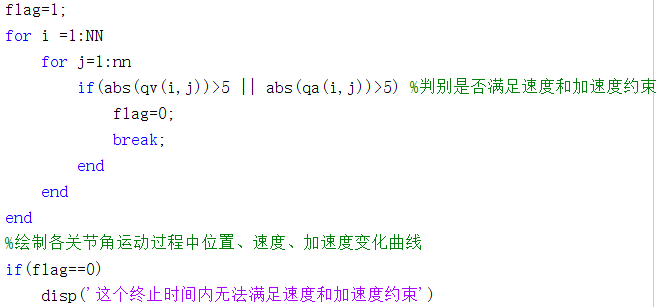 flag=1;
for i =1:NN
    for j=1:nn
        if(abs(qv(i,j))>5 || abs(qa(i,j))>5) %判别是否满足速度和加速度约束
            flag=0;
            break;
        end
    end
end
%绘制各关节角运动过程中位置、速度、加速度变化曲线
if(flag==0)
    disp('这个终止时间内无法满足速度和加速度约束')